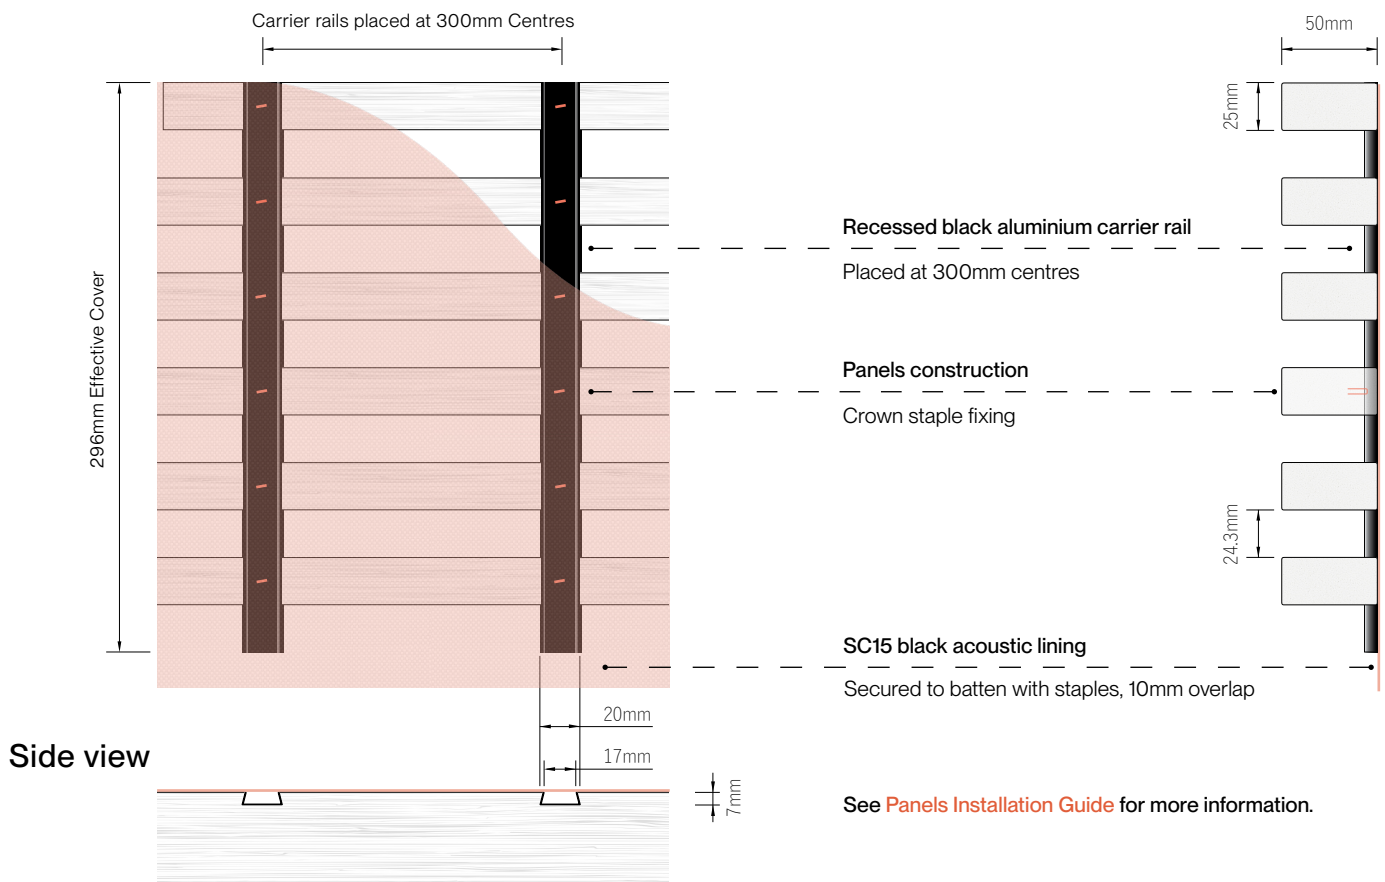 Carrier rails placed at 300mm Centres
50mm
25mm
296mm Effective Cover
Recessed black aluminium carrier rail
Placed at 300mm centres
Panels construction
Crown staple fixing
24.3mm
SC15 black acoustic lining
Secured to batten with staples, 10mm overlap
20mm
Side view
17mm
7mm
See Panels Installation Guide for more information.